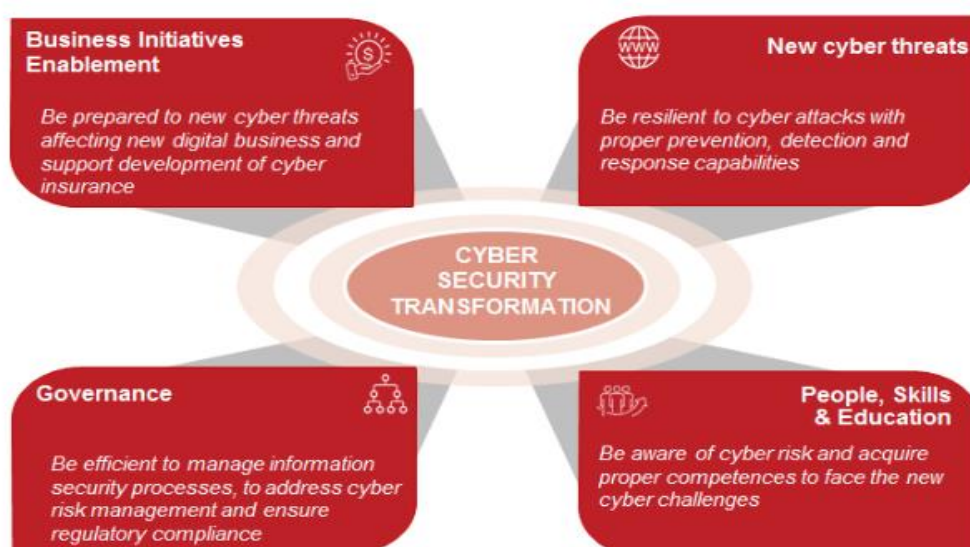 Business Initiatives
Enablement
$
Be prepared to new cyber threats
affecting new digital business and
support development of cyber
insurance
WWW
New cyber threats
Be resilient to cyber attacks with
proper prevention, detection and
response capabilities
CYBER
SECURITY
TRANSFORMATION
Governance
Be efficient to manage information
security processes, to address cyber
risk management and ensure
regulatory compliance
People, Skills
& Education
Be aware of cyber risk and acquire
proper competences to face the new
cyber challenges